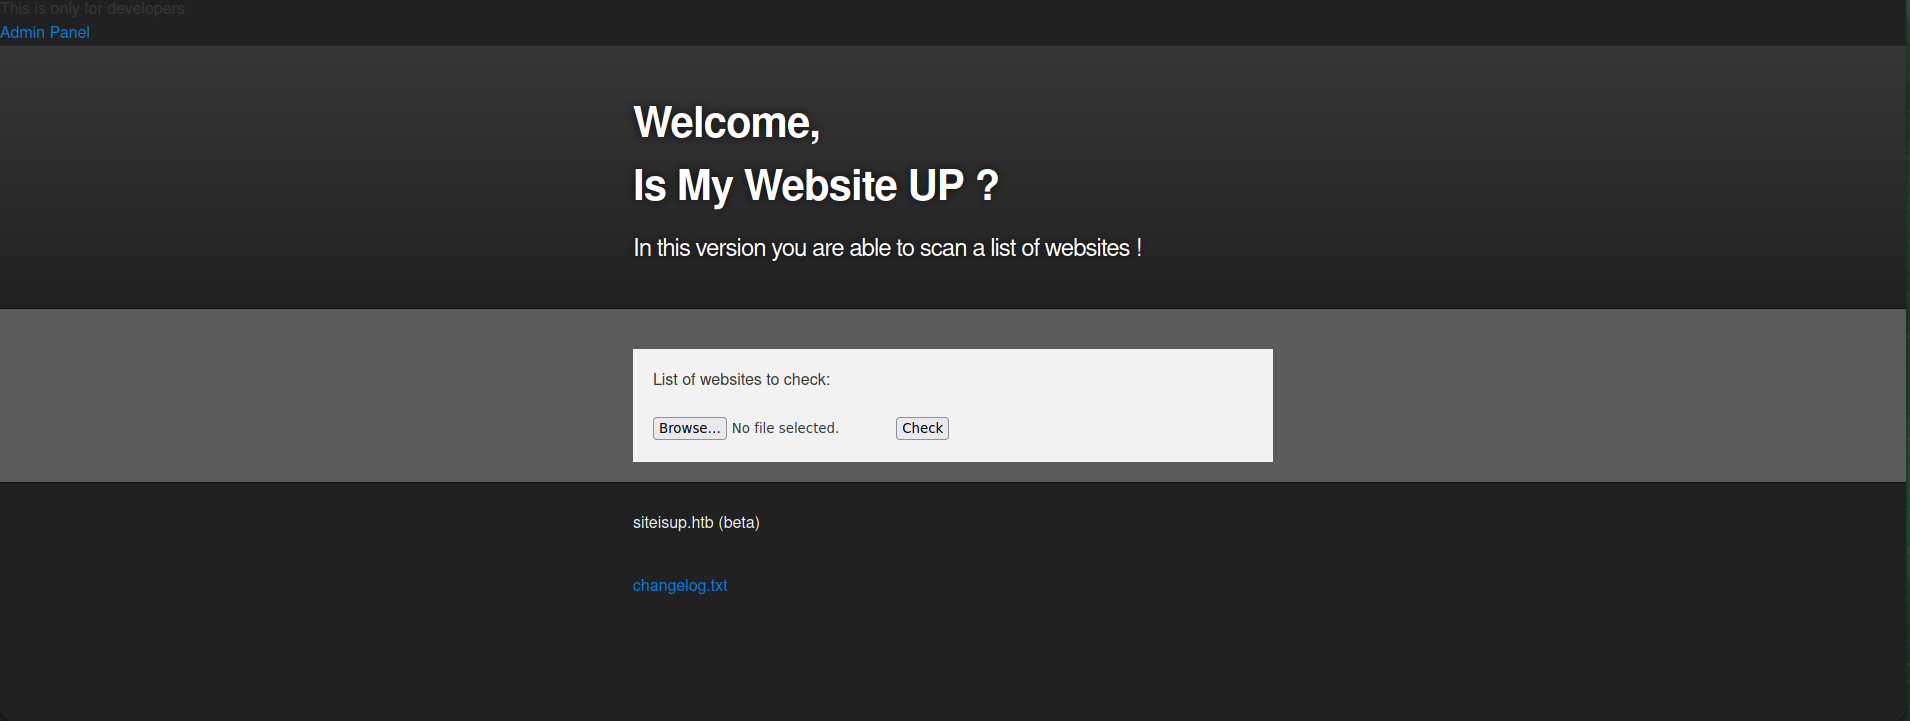 This is only for developers
Admin Panel
Welcome,
Is My Website UP ?
In this version you are able to scan a list of websites !
List of websites to check:
Browse... No file selected. Check
siteisup.htb (beta)
changelog.txt